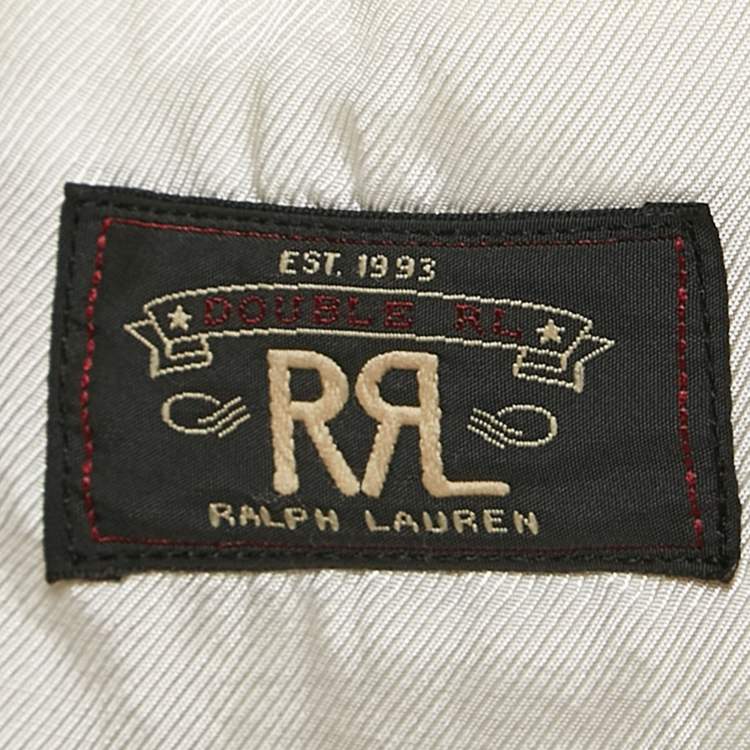 EST. 1993
DOUBLE RL
RRL
RALPH LAUREN